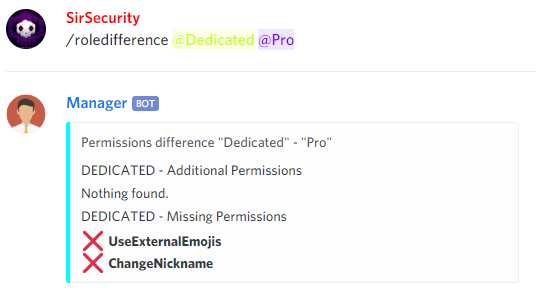 SirSecurity
/roledifference @Dedicated @Pro
Manager BOT
Permissions difference "Dedicated" - "Pro"
DEDICATED - Additional Permissions
Nothing found.
DEDICATED - Missing Permissions
❌ UseExternalEmojis
❌ ChangeNickname